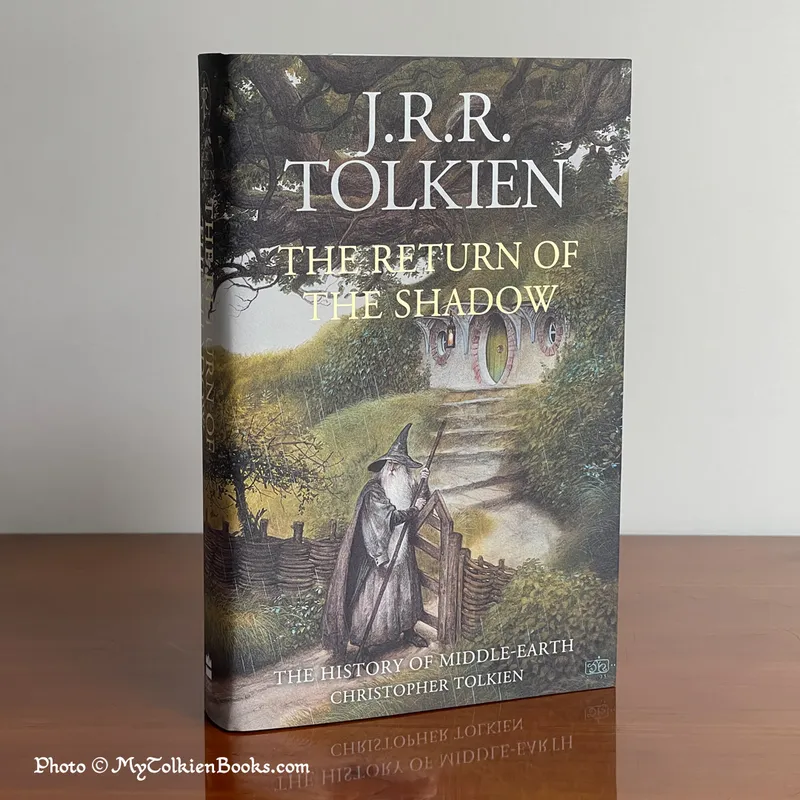 J.R.R.
TOLKIEN
THE RETURN OF
THE SHADOW
THE HISTORY OF MIDDLE-EARTH
CHRISTOPHER TOLKIEN
Photo © MyTolkienBooks.com